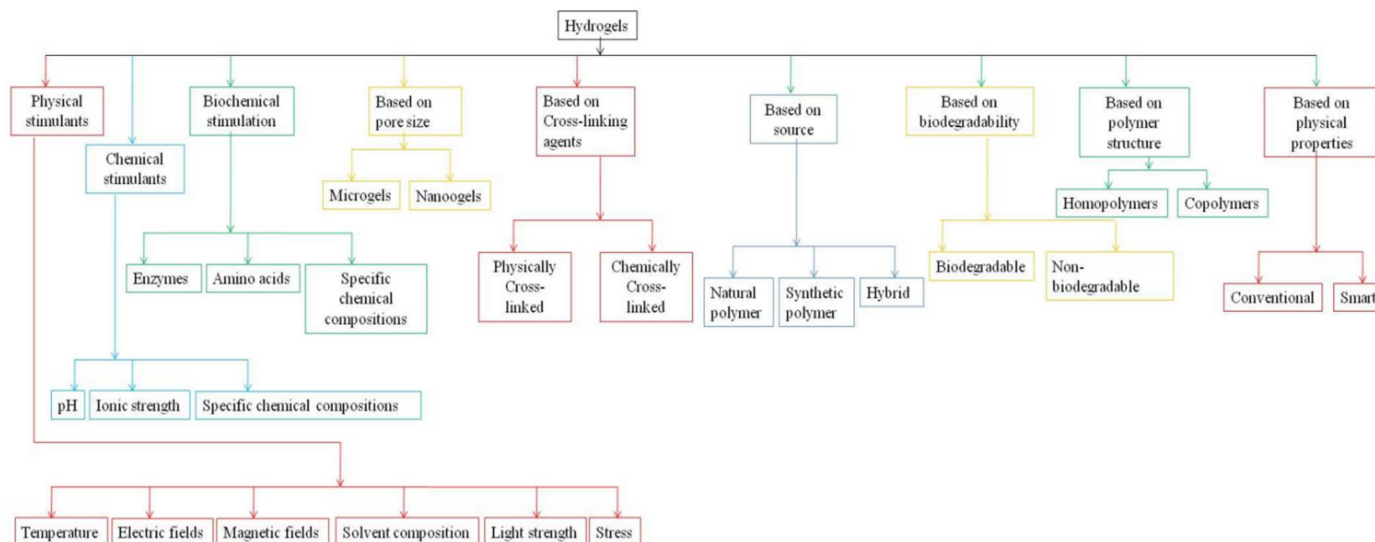 Hydrogels
Physical
stimulants
Chemical
stimulants
Biochemical
stimulation
Based on
pore size
Based on
Cross-linking
agents
Based on
source
Based on
biodegradability
Based on
polymer
structure
Based on
physical
properties
Microgels
Nanoogels
Homopolymers
Copolymers
Enzymes
Amino acids
Specific
chemical
compositions
Physically
Cross-
linked
Chemically
Cross-
linked
Natural
polymer
Synthetic
polymer
Hybrid
Biodegradable
Non-
biodegradable
Conventional
Smart
pH
Ionic strength
Specific chemical compositions
Temperature
Electric fields
Magnetic fields
Solvent composition
Light strength
Stress